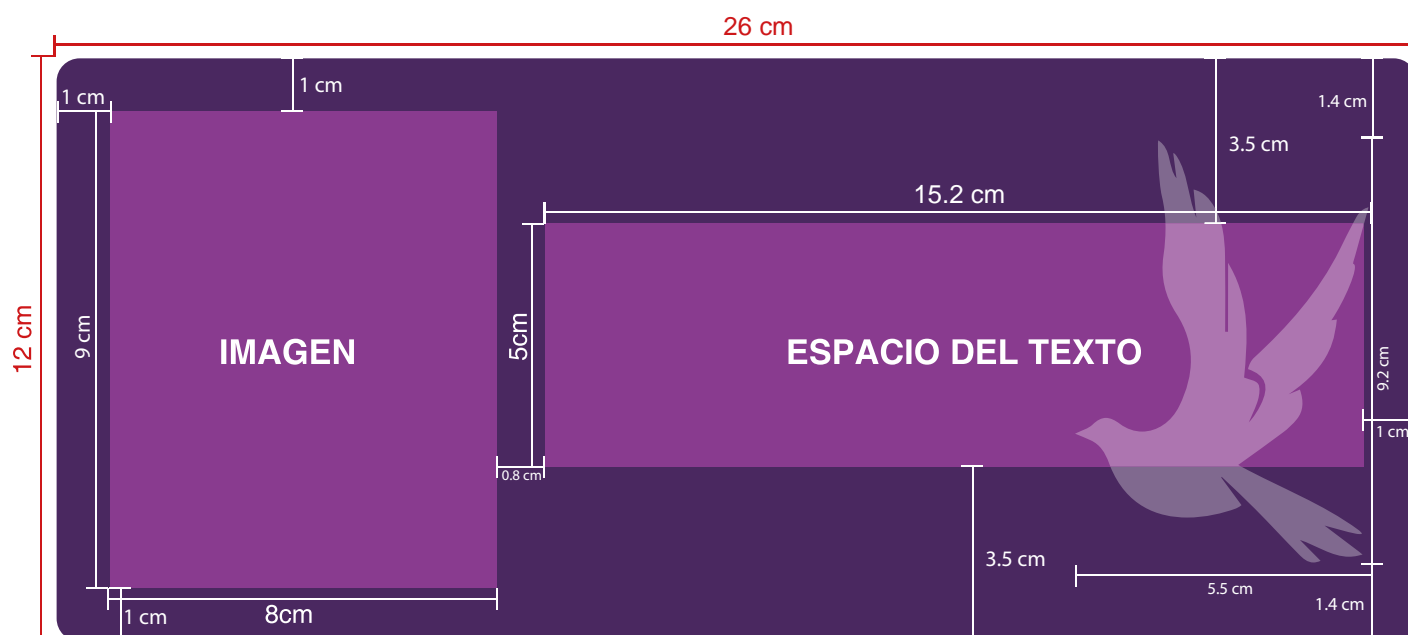 26 cm
1 cm
1 cm
1.4 cm
3.5 cm
15.2 cm
12 cm
9 cm
IMAGEN
5cm
ESPACIO DEL TEXTO
9.2 cm
1 cm
0.8 cm
3.5 cm
5.5 cm
1.4 cm
1 cm
8cm